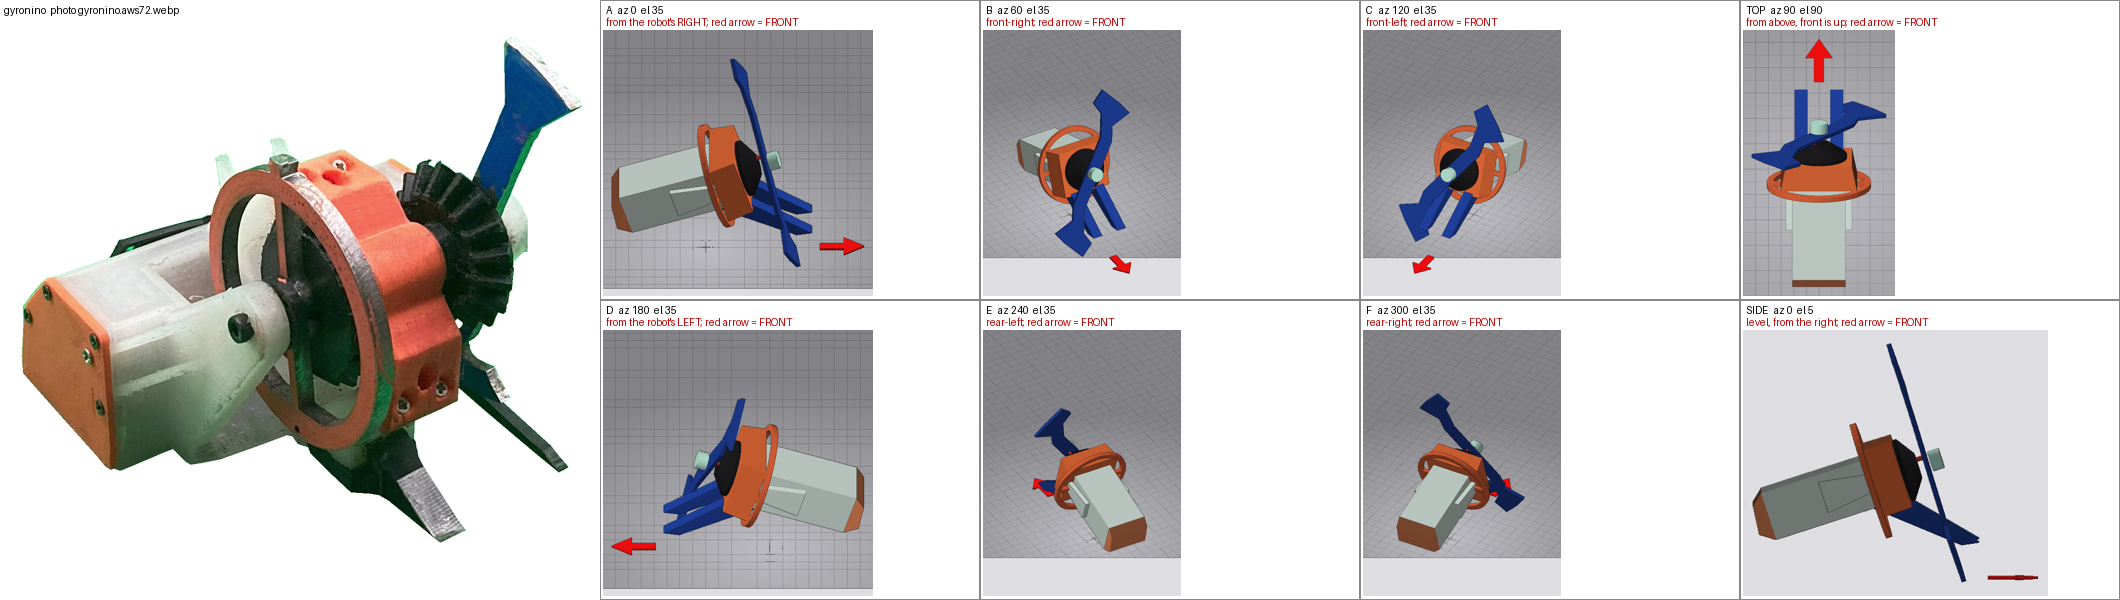 gyronino photo gyronino.aws72.webp
A az 0 el 35
from the robot's RIGHT; red arrow = FRONT
B az 60 el 35
front-right; red arrow = FRONT
C az 120 el 35
front-left; red arrow = FRONT
TOP az 90 el 90
from above, front is up; red arrow = FRONT
D az 180 el 35
from the robot's LEFT; red arrow = FRONT
E az 240 el 35
rear-left; red arrow = FRONT
F az 300 el 35
rear-right; red arrow = FRONT
SIDE az 0 el 5
level, from the right; red arrow = FRONT